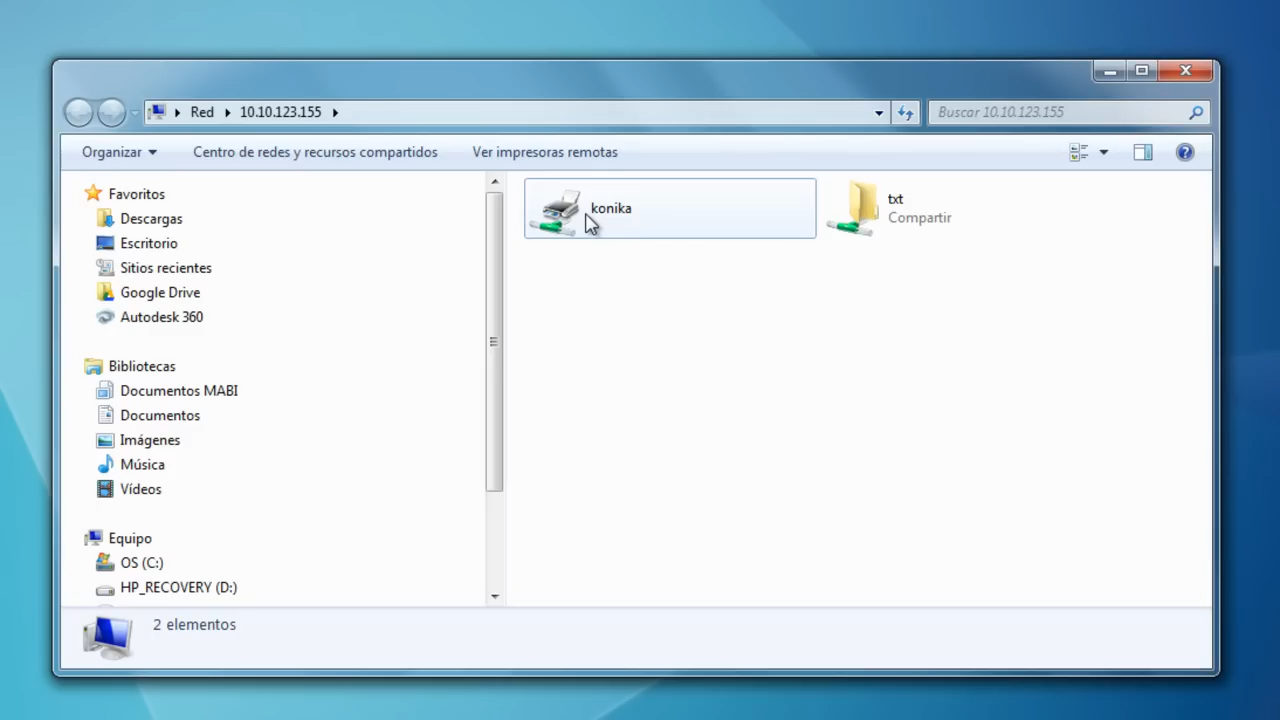 Red 10.10.123.155
Buscar 10.10.123.155
Organizar Centro de redes y recursos compartidos Ver impresoras remotas
Favoritos
Descargas
Escritorio
Sitios recientes
Google Drive
Autodesk 360
Bibliotecas
Documentos MABI
Documentos
Imágenes
Música
Vídeos
Equipo
OS (C:)
HP_RECOVERY (D:)
konika
txt
Compartir
2 elementos